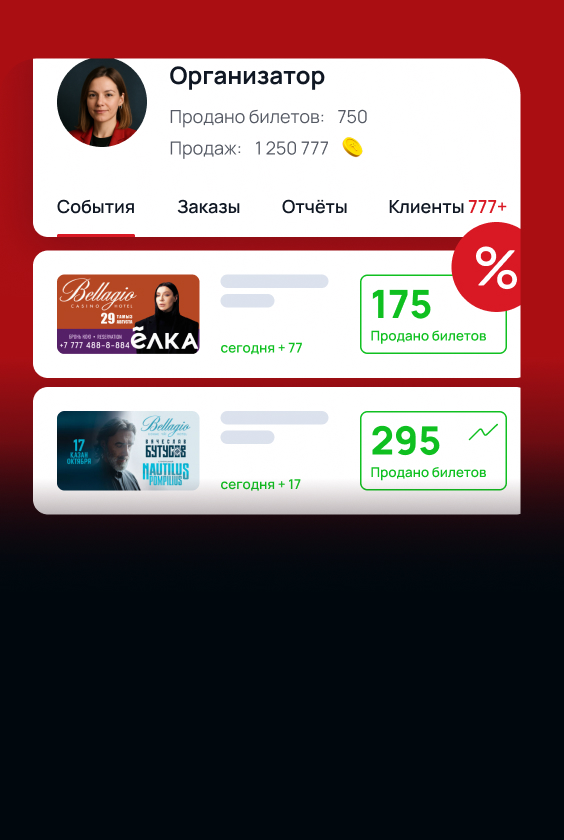 Организатор
Продано билетов: 750
Продаж: 1 250 777
События Заказы Отчёты Клиенты 777+
%
Bellagio
CASINO HOTEL
29 ТАМЫЗ
АВГУСТА
БРОНЬ ЖҮЮ • RESERVATION
+7 777 488-8-884
ЁЛКА
сегодня + 77
175
Продано билетов
17
ҚАЗАН
ОКТЯБРЯ
Bellagio
ВЯЧЕСЛАВ
БУТУСОВ
NAUTILUS
POMPILIUS
сегодня + 17
295
Продано билетов